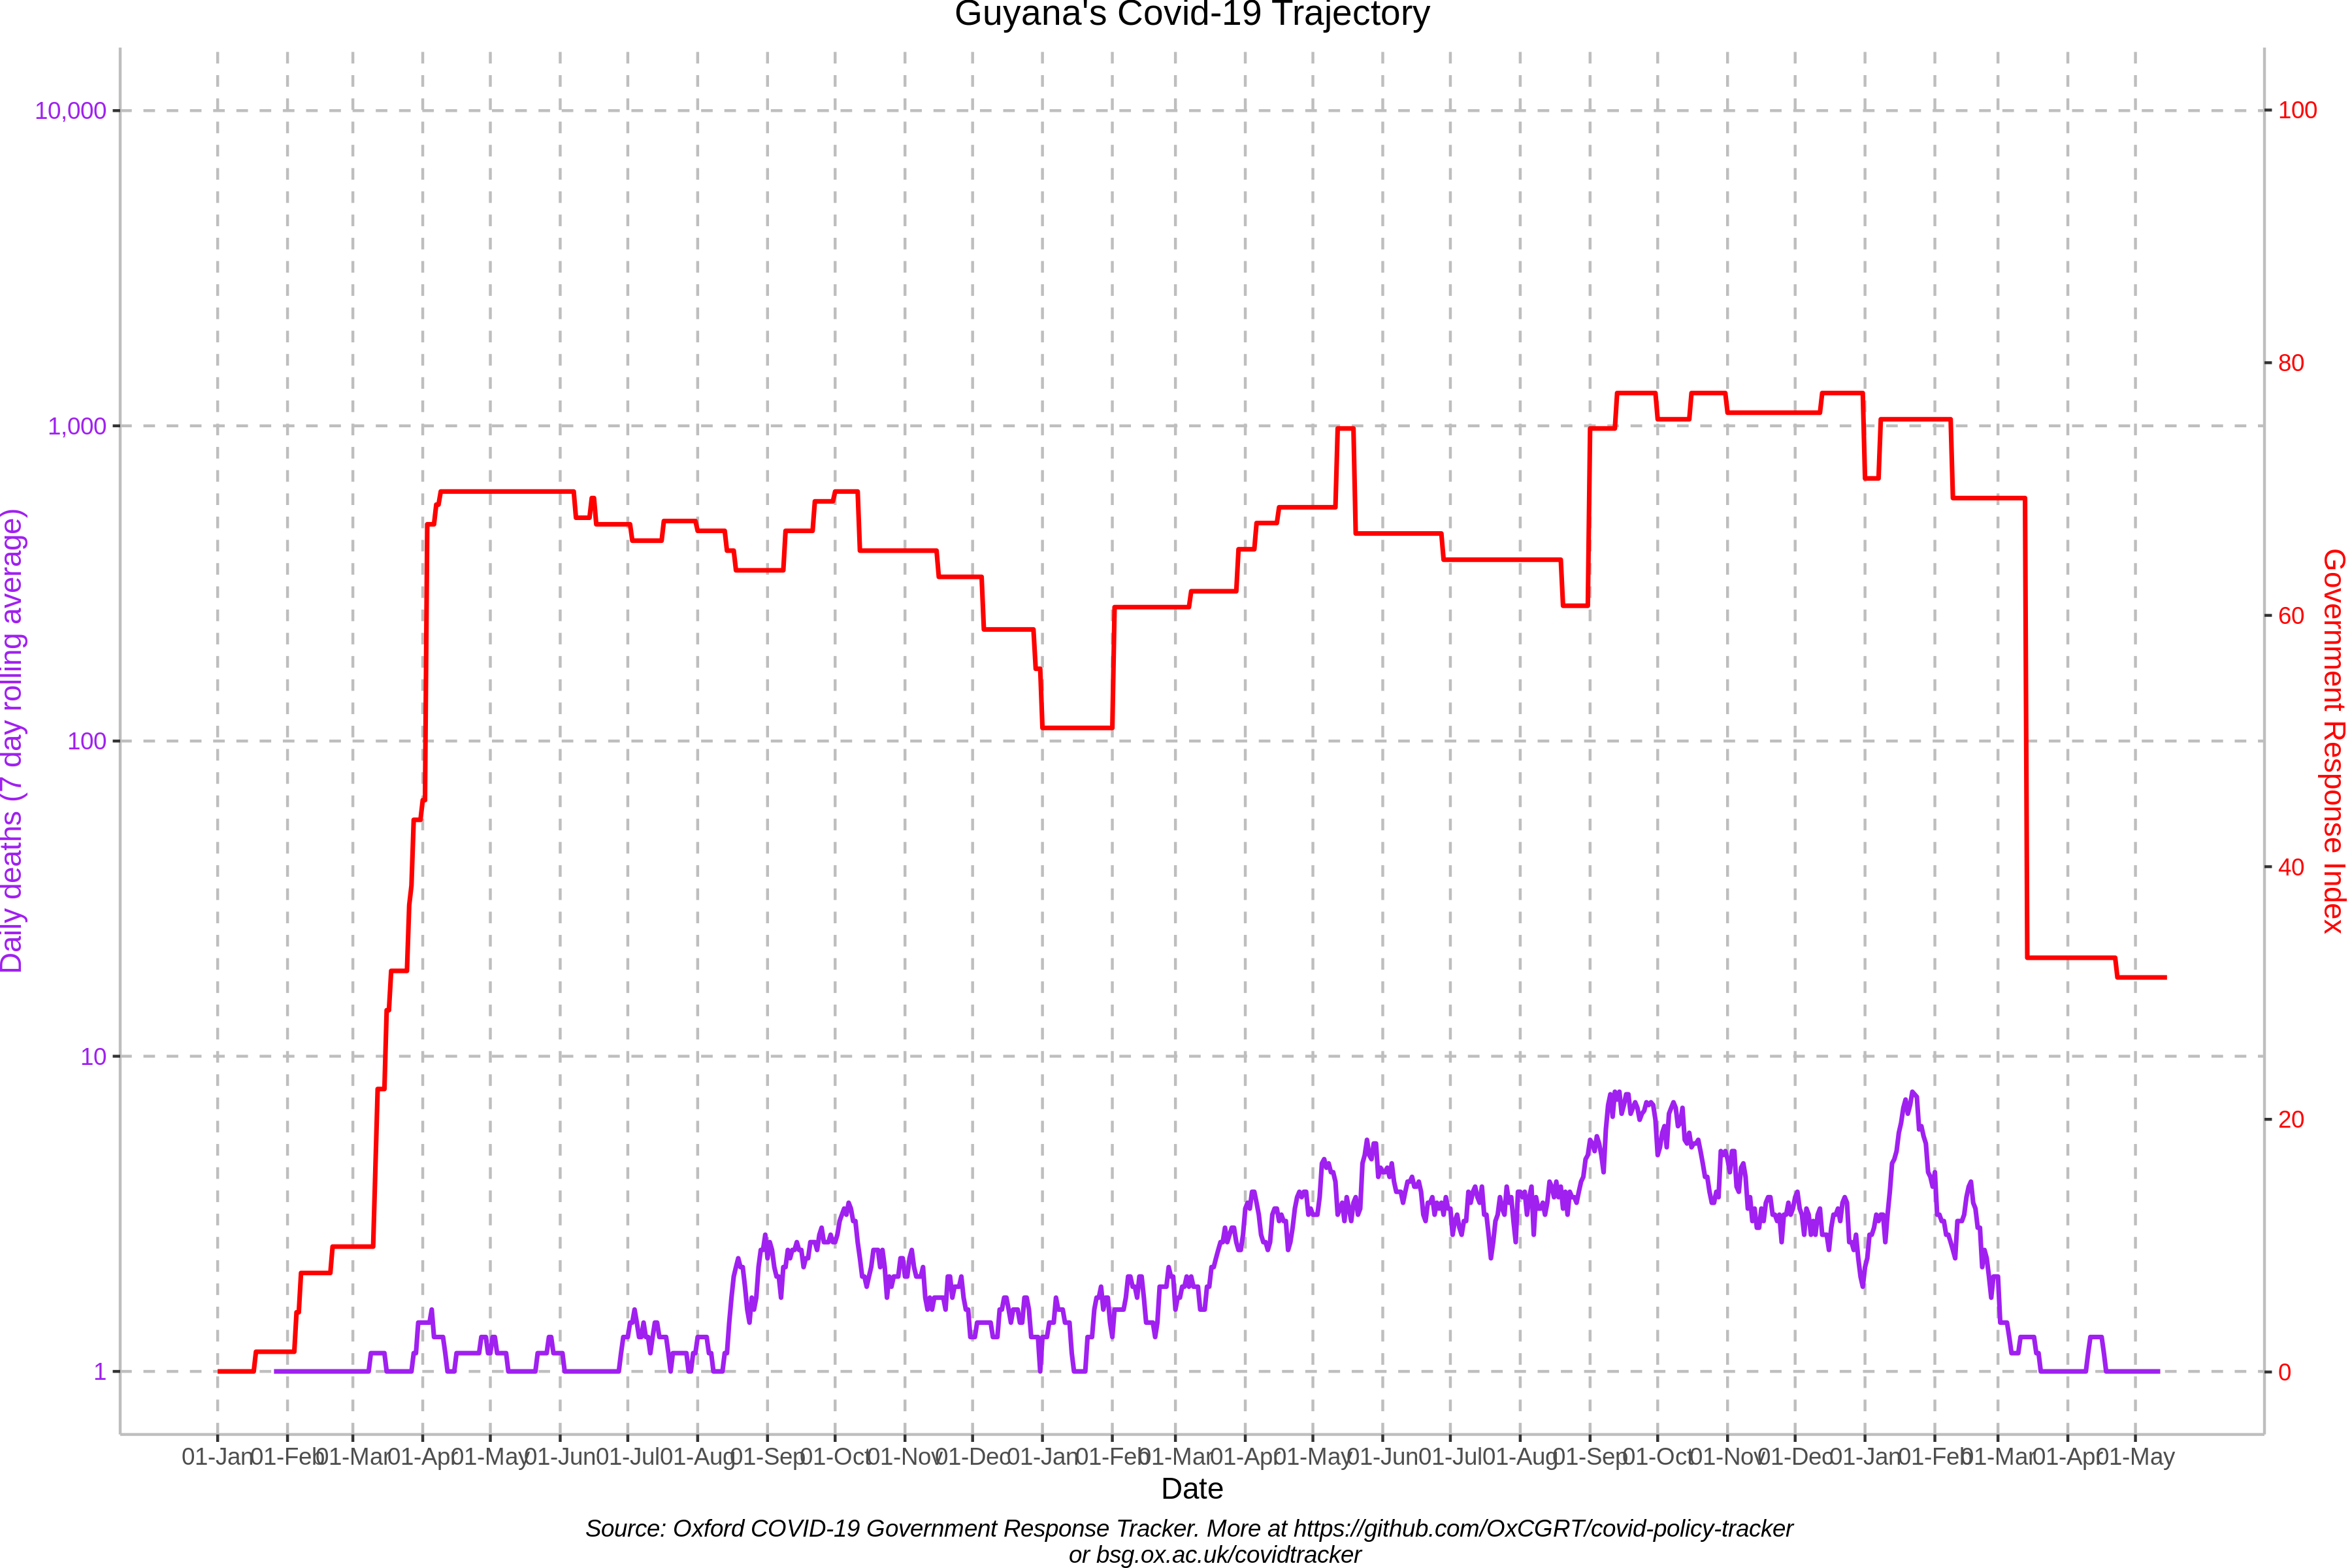 Guyana's Covid-19 Trajectory
10,000
1,000
100
10
1
Daily deaths (7 day rolling average)
100
80
60
40
20
0
Government Response Index
01-Jan 01-Feb 01-Mar 01-Apr 01-May 01-Jun 01-Jul 01-Aug 01-Sep 01-Oct 01-Nov 01-Dec 01-Jan 01-Feb 01-Mar 01-Apr 01-May 01-Jun 01-Jul 01-Aug 01-Sep 01-Oct 01-Nov 01-Dec 01-Jan 01-Feb 01-Mar 01-Apr 01-May
Date
Source: Oxford COVID-19 Government Response Tracker. More at https://github.com/OxCGRT/covid-policy-tracker
or bsg.ox.ac.uk/covidtracker